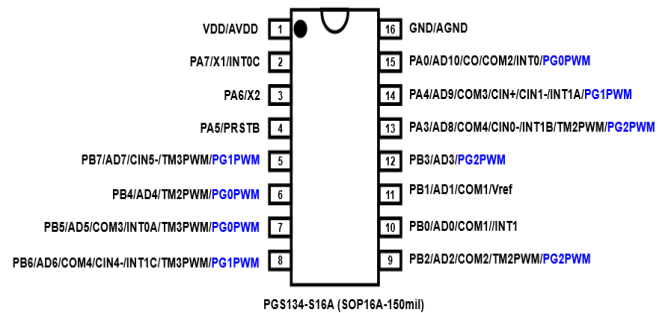 VDD/AVDD 1 16 GND/AGND
PA7/X1/INT0C 2 15 PA0/AD10/CO/COM2/INT0/PG0PWM
PA6/X2 3 14 PA4/AD9/COM3/CIN+/CIN1-/INT1A/PG1PWM
PA5/PRSTB 4 13 PA3/AD8/COM4/CIN0-/INT1B/TM2PWM/PG2PWM
PB7/AD7/CIN5-/TM3PWM/PG1PWM 5 12 PB3/AD3/PG2PWM
PB4/AD4/TM2PWM/PG0PWM 6 11 PB1/AD1/COM1/Vref
PB5/AD5/COM3/INT0A/TM3PWM/PG0PWM 7 10 PB0/AD0/COM1//INT1
PB6/AD6/COM4/CIN4-/INT1C/TM3PWM/PG1PWM 8 9 PB2/AD2/COM2/TM2PWM/PG2PWM
PGS134-S16A (SOP16A-150mil)